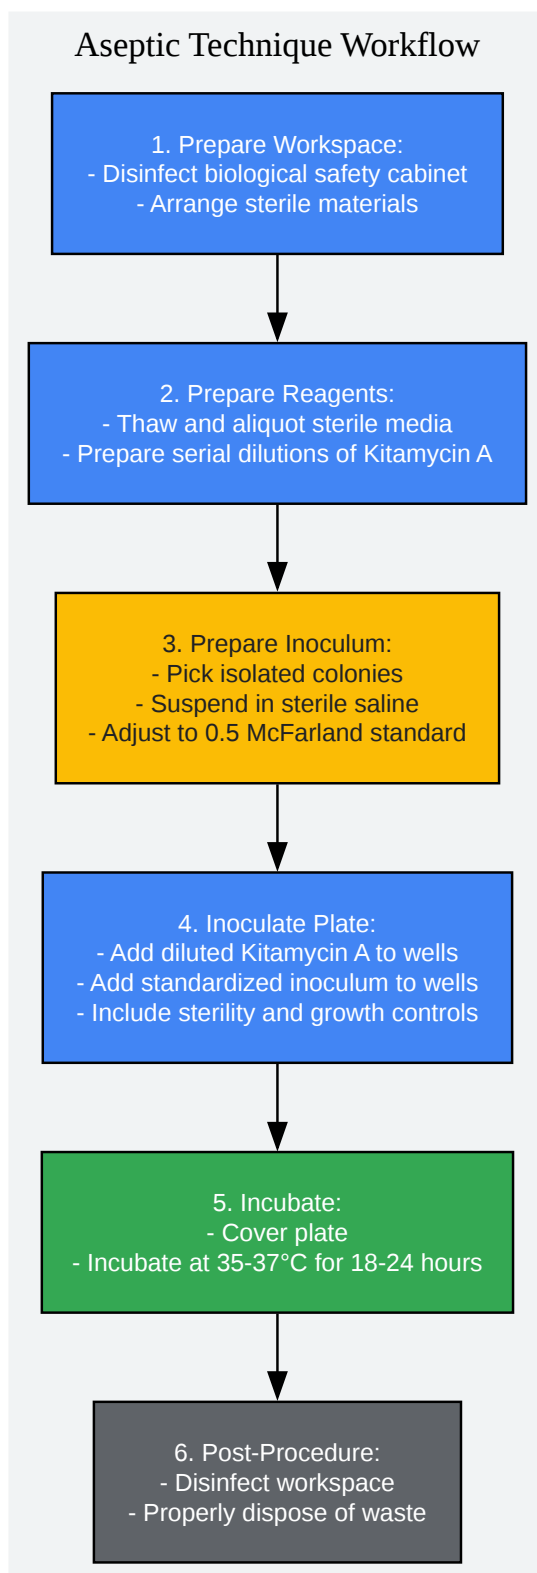 Aseptic Technique Workflow
1. Prepare Workspace:
- Disinfect biological safety cabinet
- Arrange sterile materials
2. Prepare Reagents:
- Thaw and aliquot sterile media
- Prepare serial dilutions of Kitamycin A
3. Prepare Inoculum:
- Pick isolated colonies
- Suspend in sterile saline
- Adjust to 0.5 McFarland standard
4. Inoculate Plate:
- Add diluted Kitamycin A to wells
- Add standardized inoculum to wells
- Include sterility and growth controls
5. Incubate:
- Cover plate
- Incubate at 35-37°C for 18-24 hours
6. Post-Procedure:
- Disinfect workspace
- Properly dispose of waste